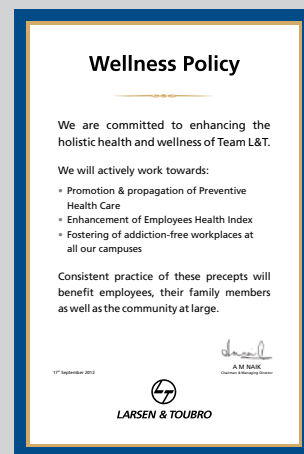 Wellness Policy
We are committed to enhancing the
holistic health and wellness of Team L&T.
We will actively work towards:
• Promotion & propagation of Preventive
Health Care
• Enhancement of Employees Health Index
• Fostering of addiction-free workplaces at
all our campuses
Consistent practice of these precepts will
benefit employees, their family members
as well as the community at large.
17th September 2012
A M NAIK
Chairman & Managing Director
LARSEN & TOUBRO